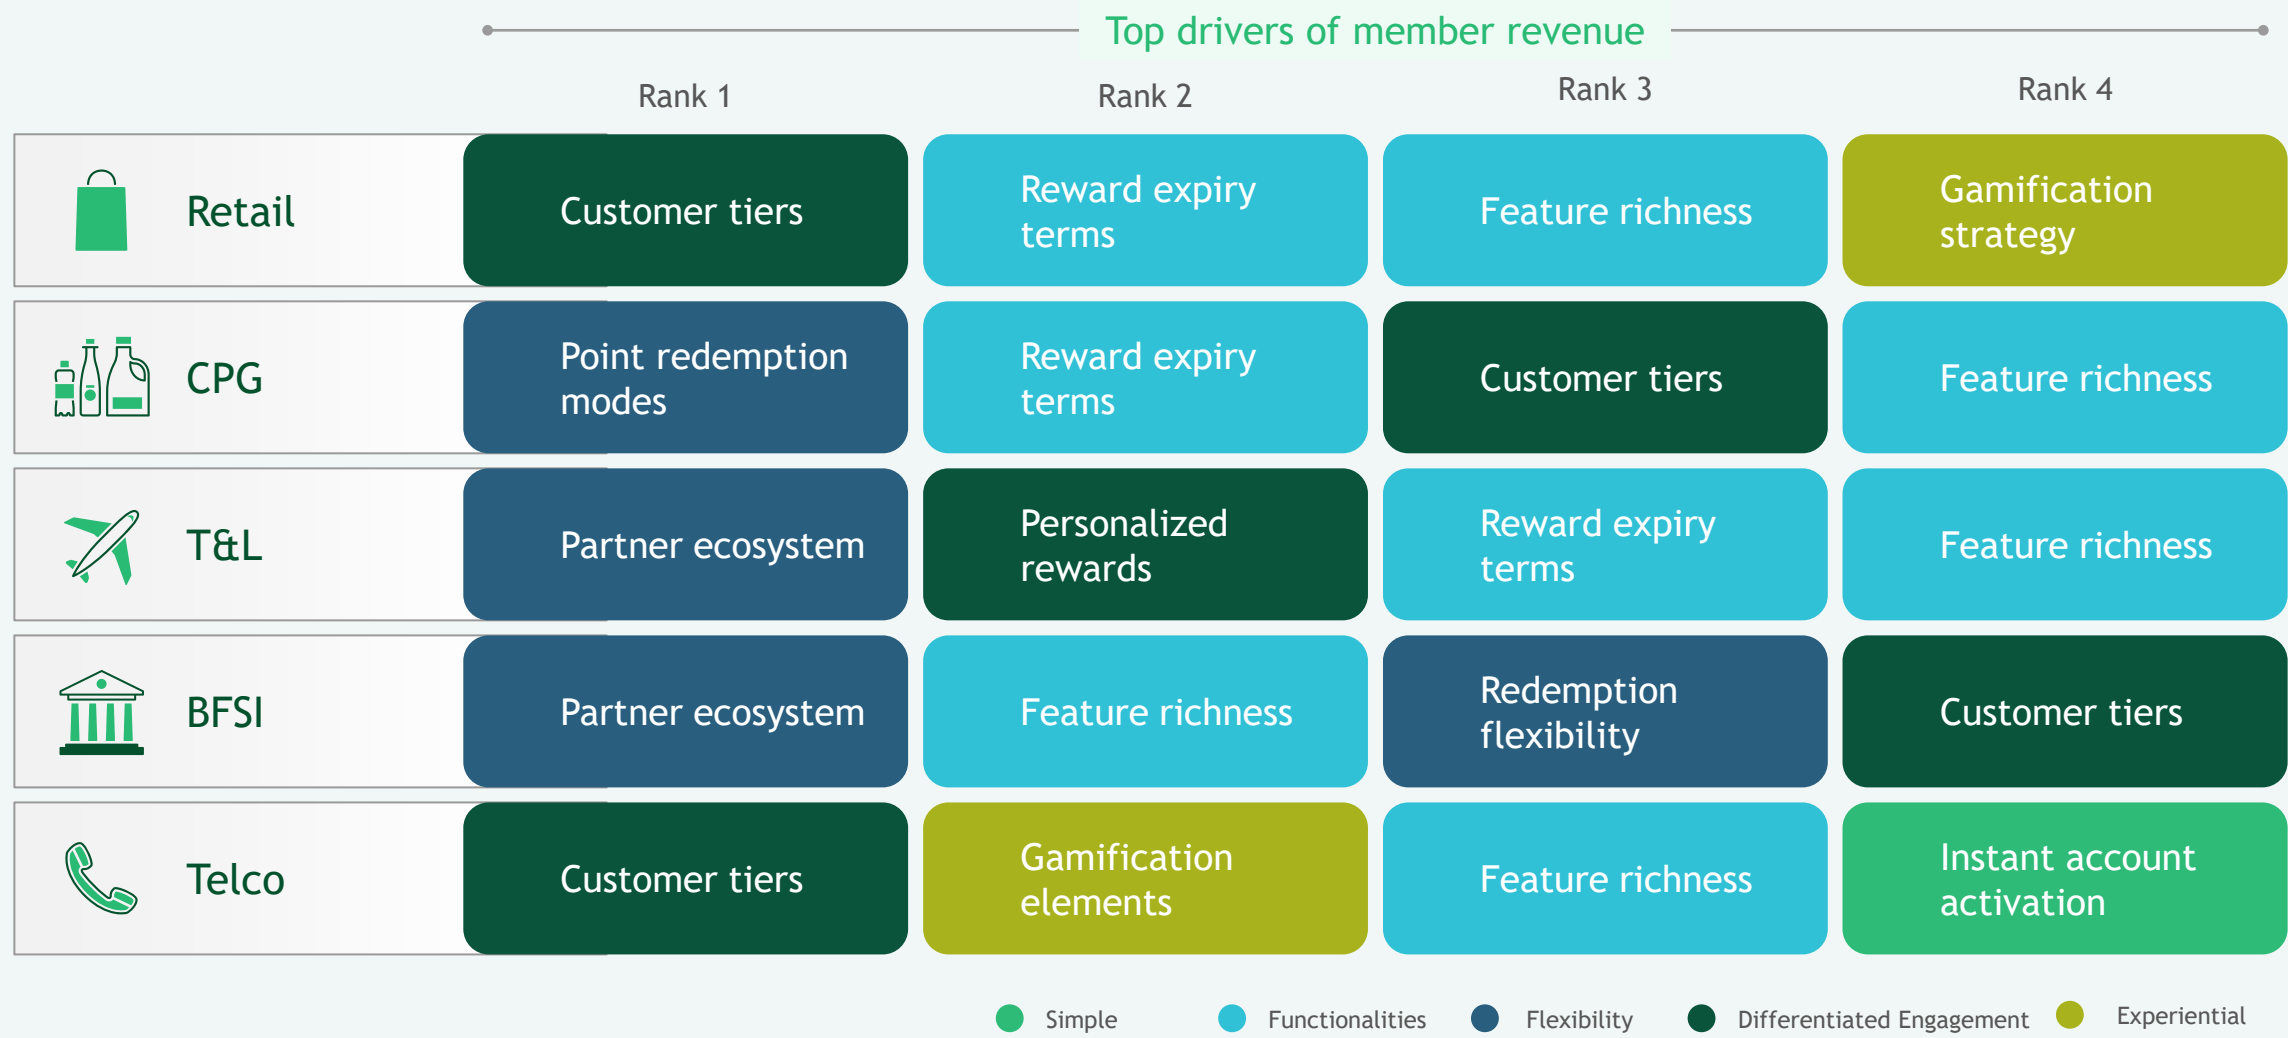 Top drivers of member revenue
Rank 1
Rank 2
Rank 3
Rank 4
Retail
Customer tiers
Reward expiry
terms
Feature richness
Gamification
strategy
CPG
Point redemption
modes
Reward expiry
terms
Customer tiers
Feature richness
T&L
Partner ecosystem
Personalized
rewards
Reward expiry
terms
Feature richness
BFSI
Partner ecosystem
Feature richness
Redemption
flexibility
Customer tiers
Telco
Customer tiers
Gamification
elements
Feature richness
Instant account
activation
Simple
Functionalities
Flexibility
Differentiated Engagement
Experiential